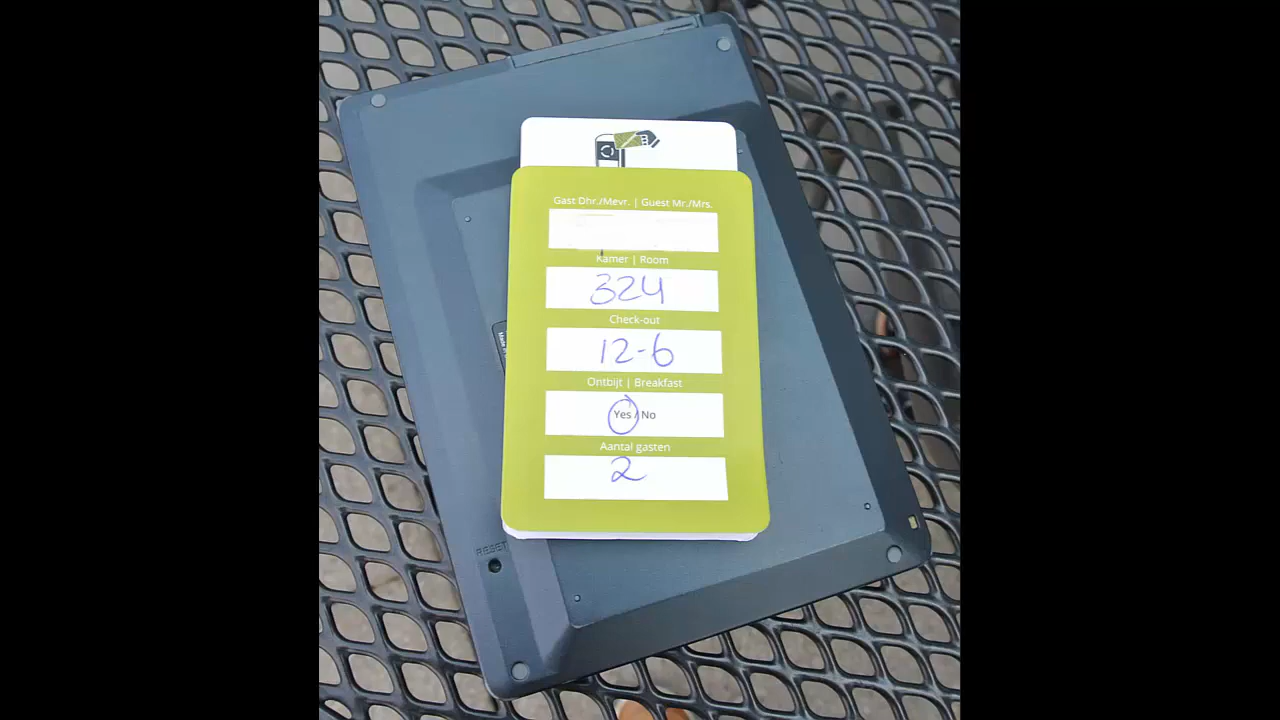 Gast Dhr./Mevr. | Guest Mr./Mrs.
Kamer | Room
324
Check-out
12-6
Ontbijt | Breakfast
Yes / No
Aantal gasten
2
RESET